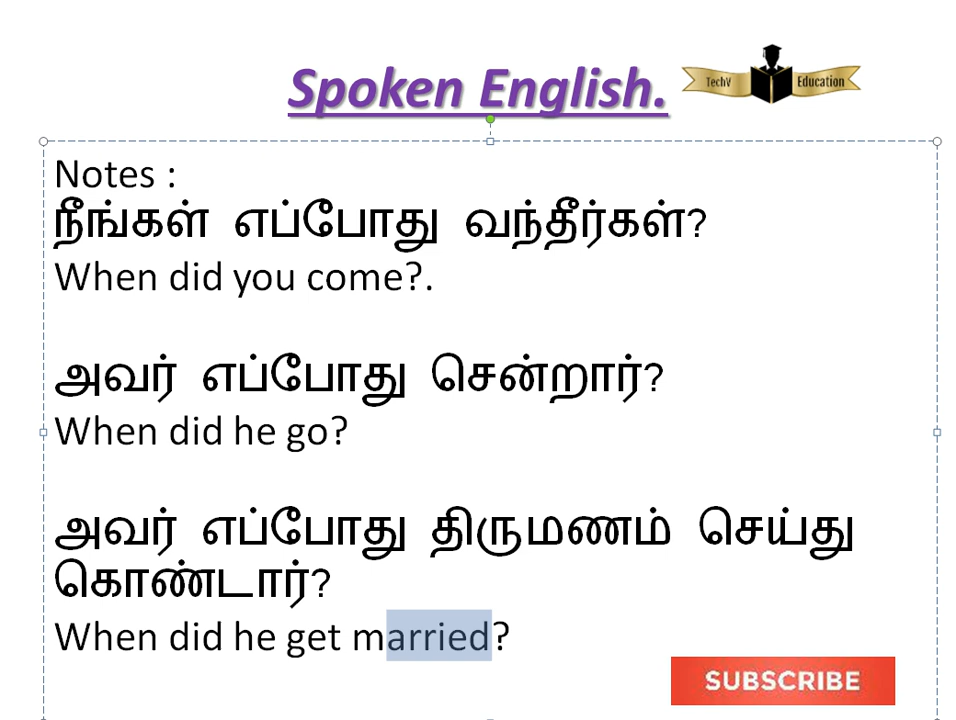 Spoken English.
TechV Education
Notes :
நீங்கள் எப்போது வந்தீர்கள்?
When did you come?.
அவர் எப்போது சென்றார்?
When did he go?
அவர் எப்போது திருமணம் செய்து
கொண்டார்?
When did he get married?
SUBSCRIBE